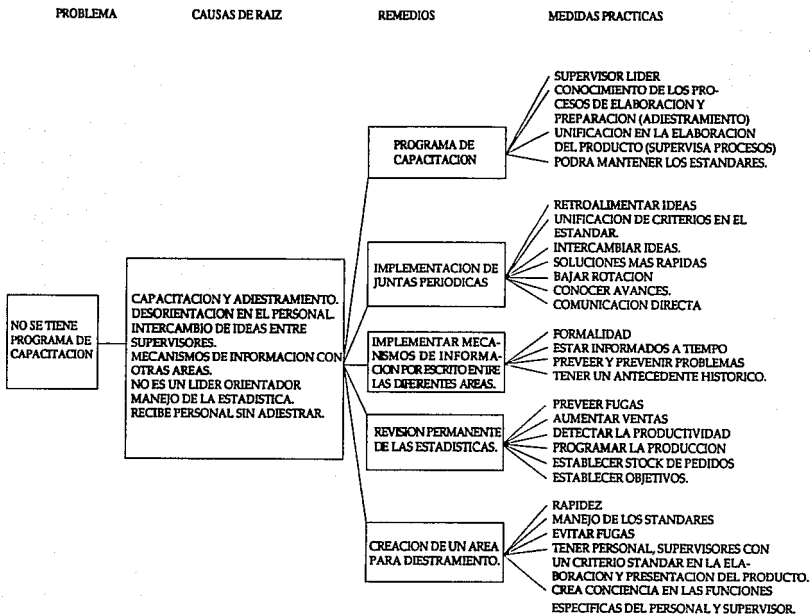 PROBLEMA
CAUSAS DE RAIZ
REMEDIOS
MEDIDAS PRACTICAS
NO SE TIENE
PROGRAMA DE
CAPACITACION
CAPACITACION Y ADIESTRAMIENTO.
DESORIENTACION EN EL PERSONAL.
INTERCAMBIO DE IDEAS ENTRE
SUPERVISORES.
MECANISMOS DE INFORMACION CON
OTRAS AREAS.
NO ES UN LIDER ORIENTADOR
MANEJO DE LA ESTADISTICA.
RECIBE PERSONAL SIN ADIESTRAR.
PROGRAMA DE
CAPACITACION
SUPERVISOR LIDER
CONOCIMIENTO DE LOS PRO-
CESOS DE ELABORACION Y
PREPARACION (ADIESTRAMIENTO)
UNIFICACION EN LA ELABORACION
DEL PRODUCTO (SUPERVISA PROCESOS)
PODRA MANTENER LOS ESTANDARES.
IMPLEMENTACION DE
JUNTAS PERIODICAS
RETROALIMENTAR IDEAS
UNIFICACION DE CRITERIOS EN EL
ESTANDAR.
INTERCAMBIAR IDEAS.
SOLUCIONES MAS RAPIDAS
BAJAR ROTACION
CONOCER AVANCES.
COMUNICACION DIRECTA
IMPLEMENTAR MECA-
NISMOS DE INFORMA-
CION POR ESCRITO ENTRE
LAS DIFERENTES AREAS.
FORMALIDAD
ESTAR INFORMADOS A TIEMPO
PREVEER Y PREVENIR PROBLEMAS
TENER UN ANTECEDENTE HISTORICO.
REVISION PERMANENTE
DE LAS ESTADISTICAS.
PREVEER FUGAS
AUMENTAR VENTAS
DETECTAR LA PRODUCTIVIDAD
PROGRAMAR LA PRODUCCION
ESTABLECER STOCK DE PEDIDOS
ESTABLECER OBJETIVOS.
CREACION DE UN AREA
PARA DIESTRAMIENTO.
RAPIDEZ
MANEJO DE LOS STANDARES
EVITAR FUGAS
TENER PERSONAL, SUPERVISORES CON
UN CRITERIO STANDAR EN LA ELA-
BORACION Y PRESENTACION DEL PRODUCTO.
CREA CONCIENCIA EN LAS FUNCIONES
ESPECIFICAS DEL PERSONAL Y SUPERVISOR.